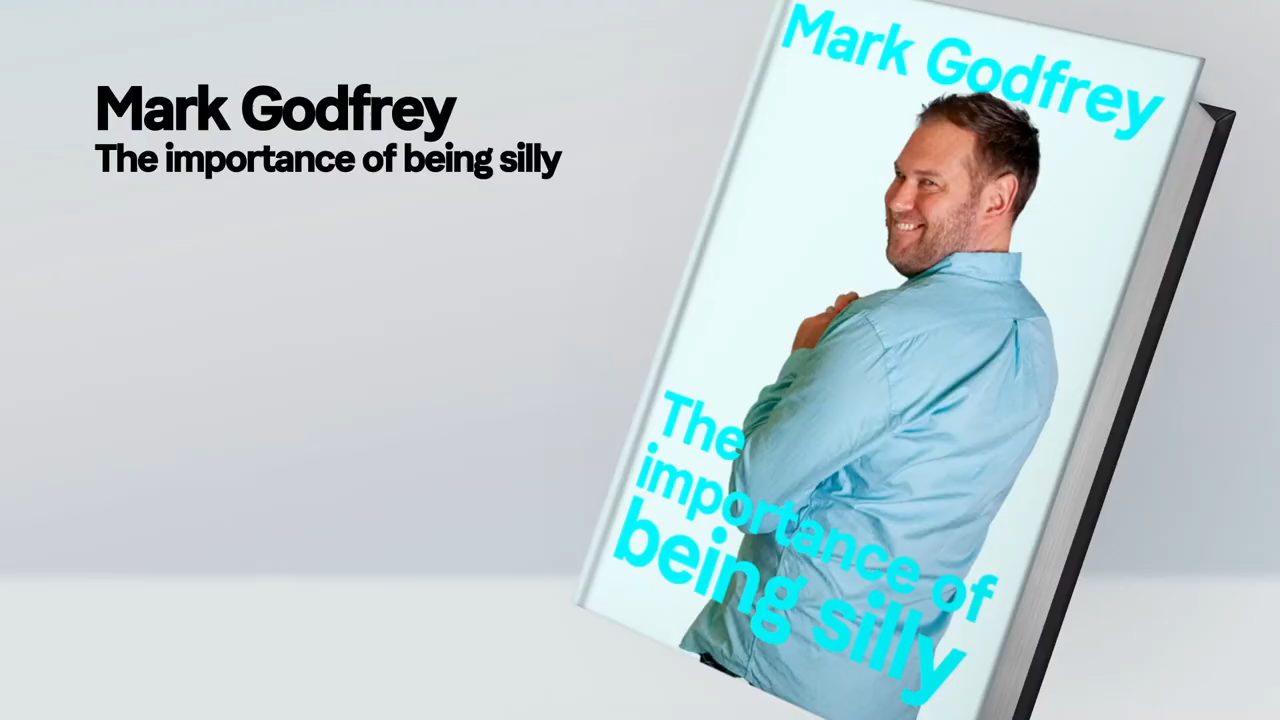 Mark Godfrey
The importance of being silly
Mark Godfrey
The
importance of
being silly